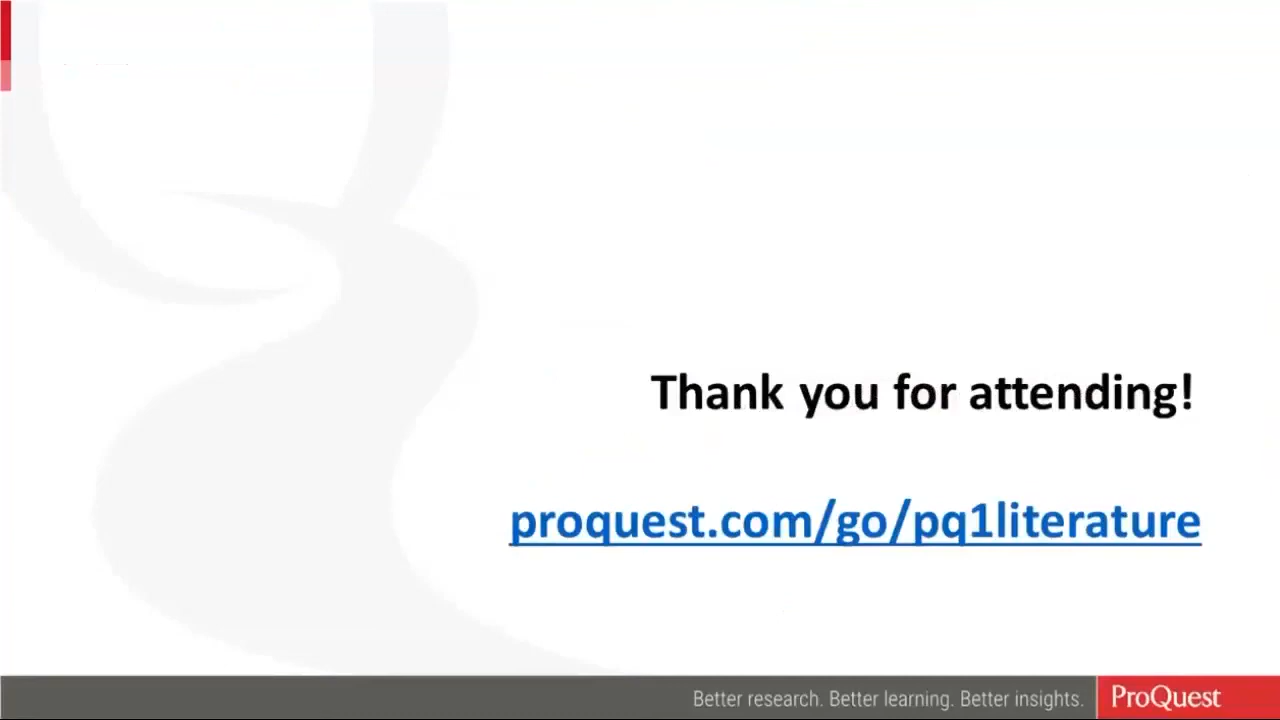 Thank you for attending!
proquest.com/go/pq1literature
Better research. Better learning. Better insights.
ProQuest